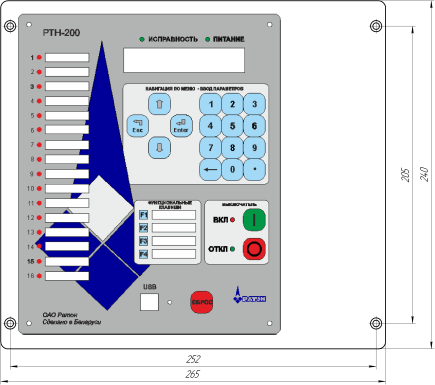 РТН-200
ИСПРАВНОСТЬ ПИТАНИЕ
НАВИГАЦИЯ ПО МЕНЮ - ВВОД ПАРАМЕТРОВ
1
2
3
4
5
6
7
8
9
10
11
12
13
14
15
16
Esc
Enter
1 2 3
4 5 6
7 8 9
0 •
ФУНКЦИОНАЛЬНЫЕ
КЛАВИШИ
F1
F2
F3
F4
ВЫКЛЮЧАТЕЛЬ
ВКЛ
ОТКЛ
USB
СБРОС
РАТОН
ОАО Ратон
Сделано в Беларуси
205
240
252
265